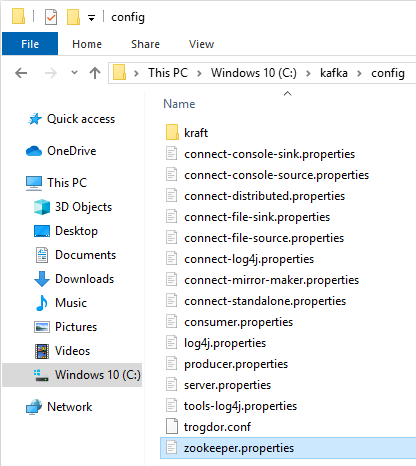 config
File Home Share View
This PC > Windows 10 (C:) > kafka > config
Name
Quick access
OneDrive
This PC
3D Objects
Desktop
Documents
Downloads
Music
Pictures
Videos
Windows 10 (C:)
Network
kraft
connect-console-sink.properties
connect-console-source.properties
connect-distributed.properties
connect-file-sink.properties
connect-file-source.properties
connect-log4j.properties
connect-mirror-maker.properties
connect-standalone.properties
consumer.properties
log4j.properties
producer.properties
server.properties
tools-log4j.properties
trogdor.conf
zookeeper.properties